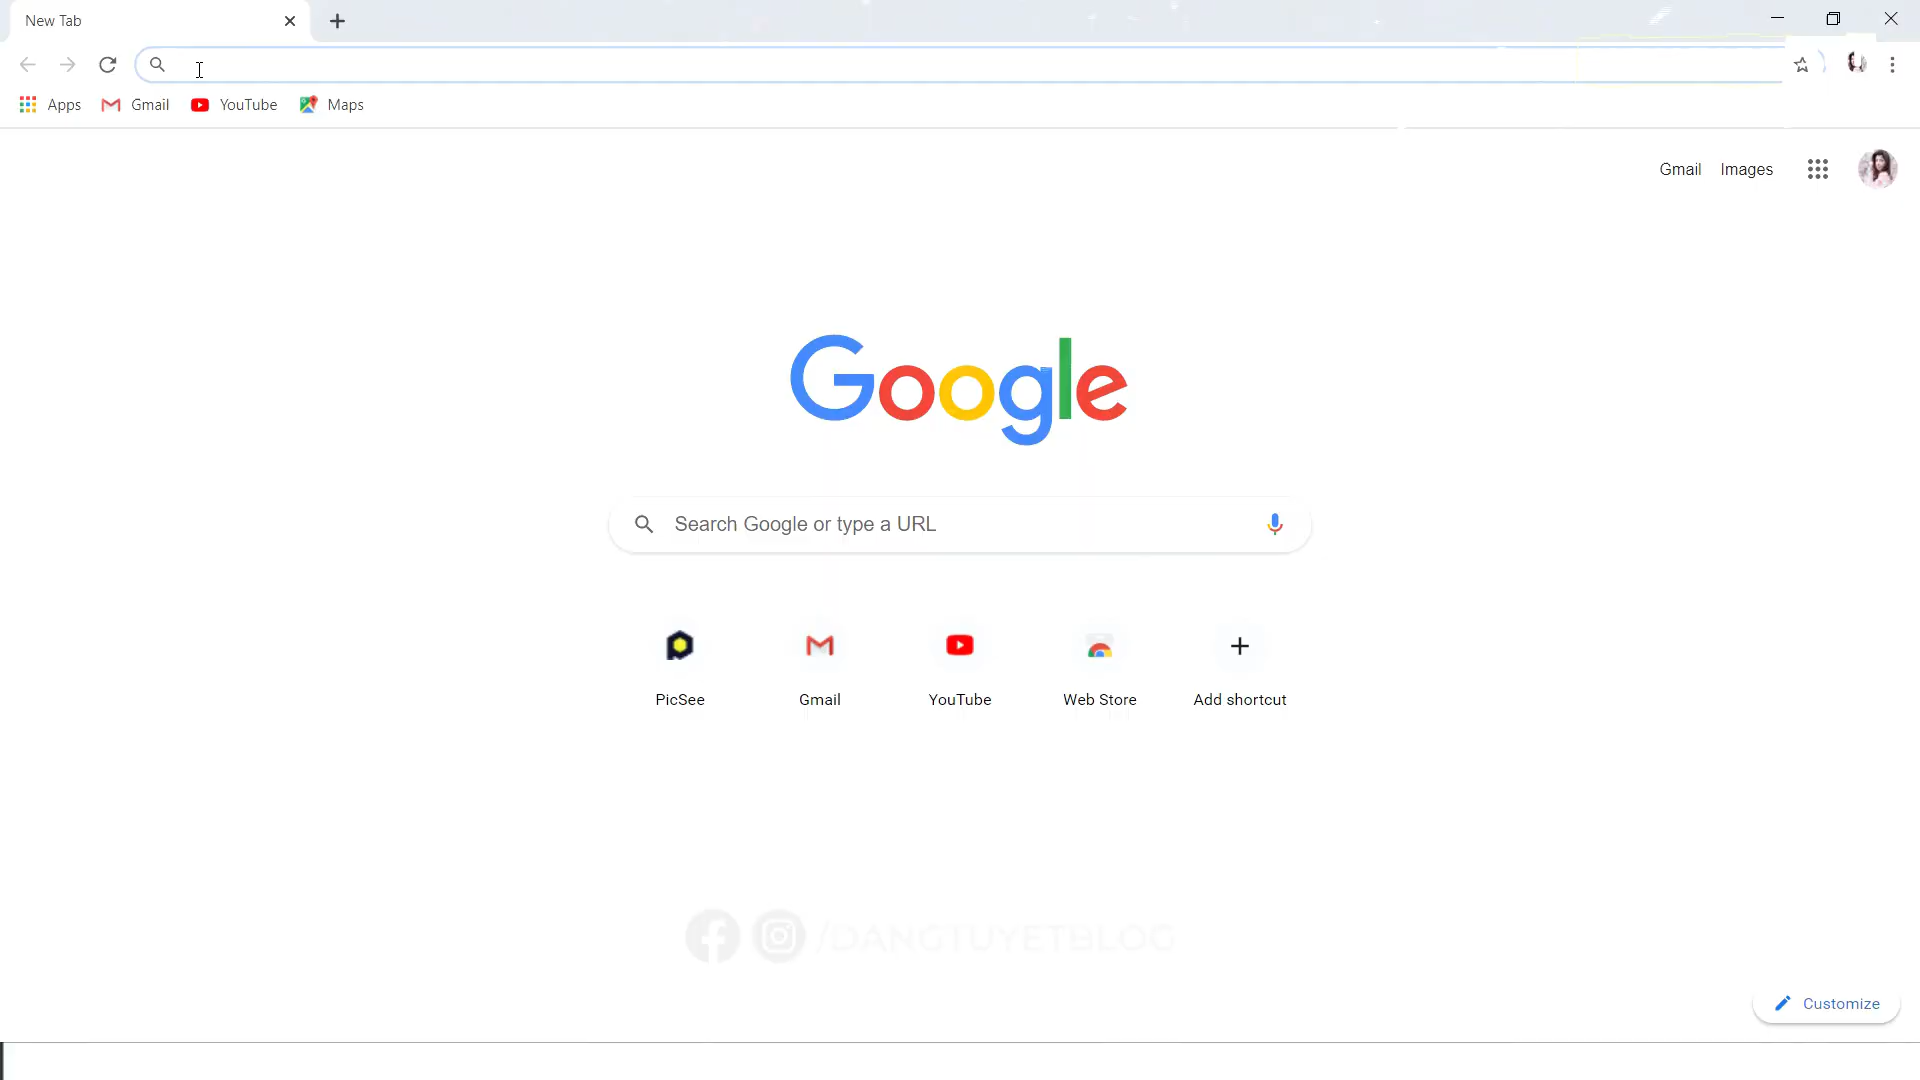 New Tab
Apps Gmail YouTube Maps
Gmail Images
Google
Search Google or type a URL
PicSee Gmail YouTube Web Store Add shortcut
/DANGTUYETBLOG
Customize